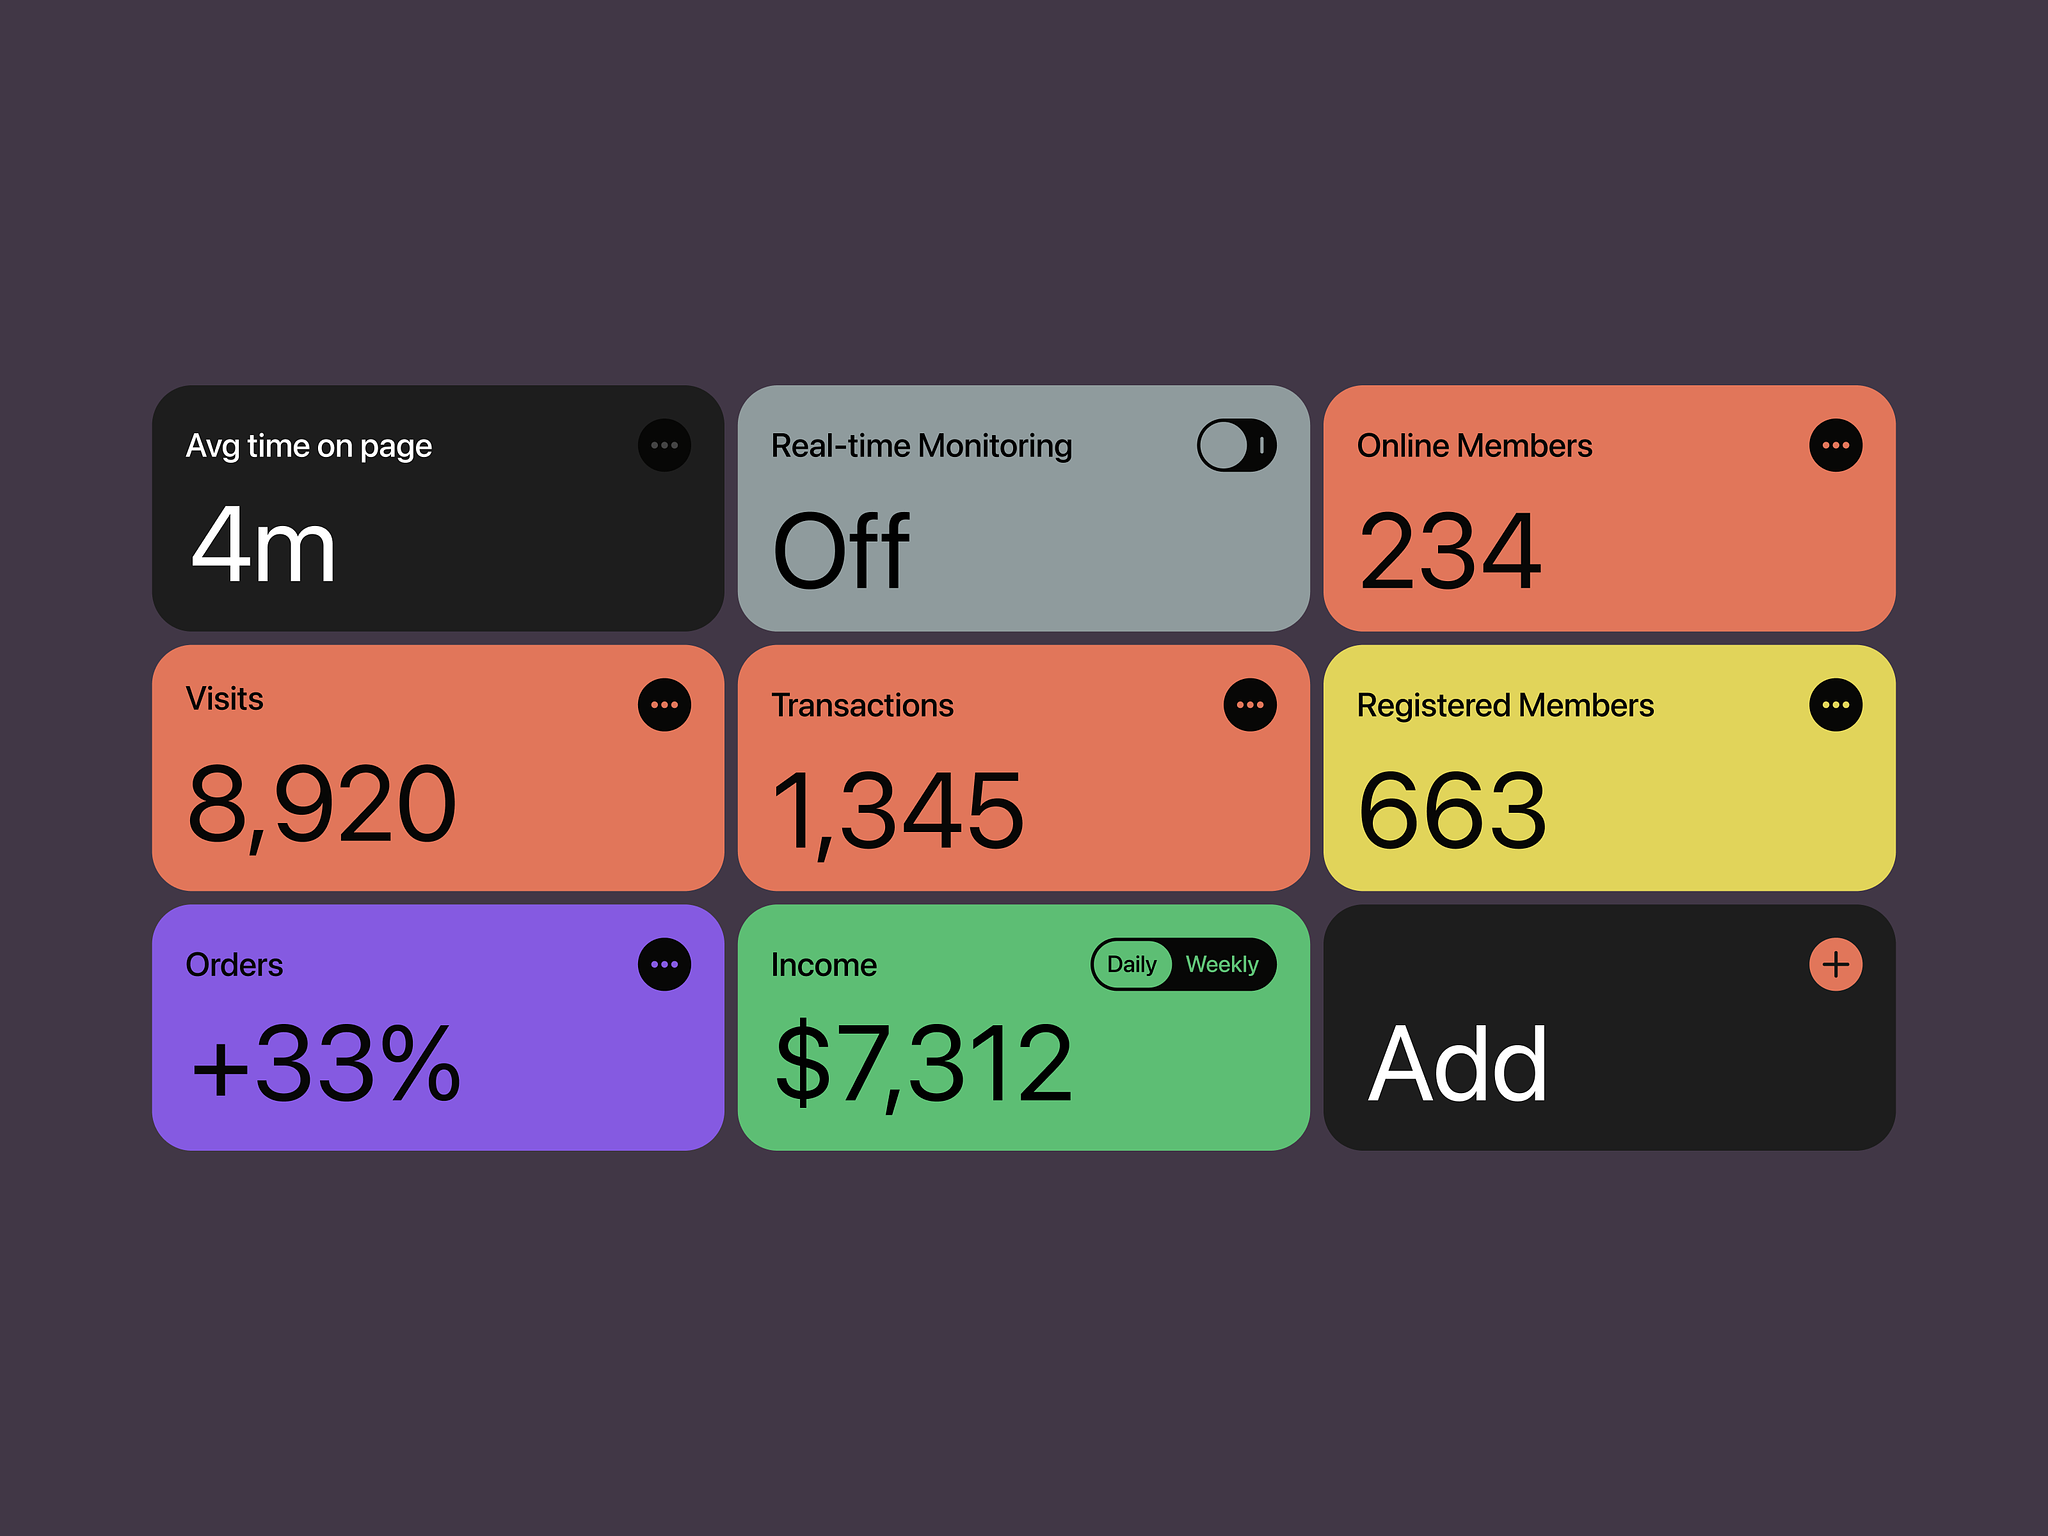 Avg time on page
4m
Real-time Monitoring
Off
Online Members
234
Visits
8,920
Transactions
1,345
Registered Members
663
Orders
+33%
Income
Daily Weekly
$7,312
Add